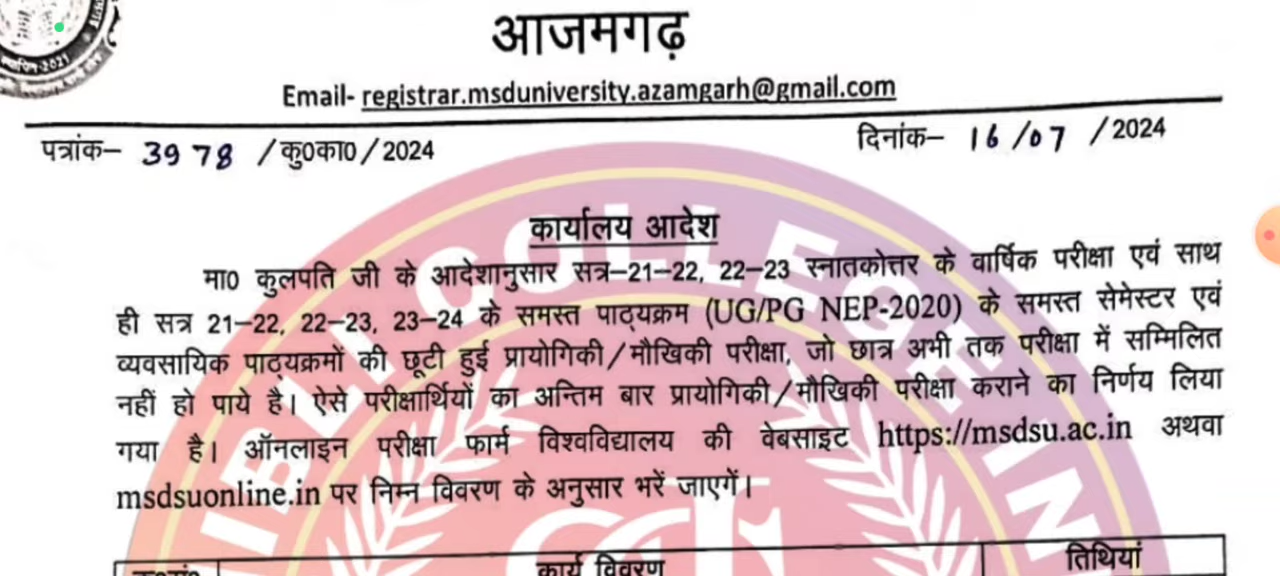 स्थापित-2021
आजमगढ़
Email- registrar.msduniversity.azamgarh@gmail.com
पत्रांक– 3978 /कु0का0/2024
दिनांक– 16/07 /2024
कार्यालय आदेश
मा0 कुलपति जी के आदेशानुसार सत्र–21–22, 22–23 स्नातकोत्तर के वार्षिक परीक्षा एवं साथ
ही सत्र 21–22, 22–23, 23–24 के समस्त पाठ्यक्रम (UG/PG NEP-2020) के समस्त सेमेस्टर एवं
व्यवसायिक पाठ्यक्रमों की छूटी हुई प्रायोगिकी/मौखिकी परीक्षा, जो छात्र अभी तक परीक्षा में सम्मिलित
नहीं हो पाये है। ऐसे परीक्षार्थियों का अन्तिम बार प्रायोगिकी/मौखिकी परीक्षा कराने का निर्णय लिया
गया है। ऑनलाइन परीक्षा फार्म विश्वविद्यालय की वेबसाइट https://msdsu.ac.in अथवा
msdsuonline.in पर निम्न विवरण के अनुसार भरें जाएगें।
कार्य विवरण
तिथियां
IBLI COLLEGE IN